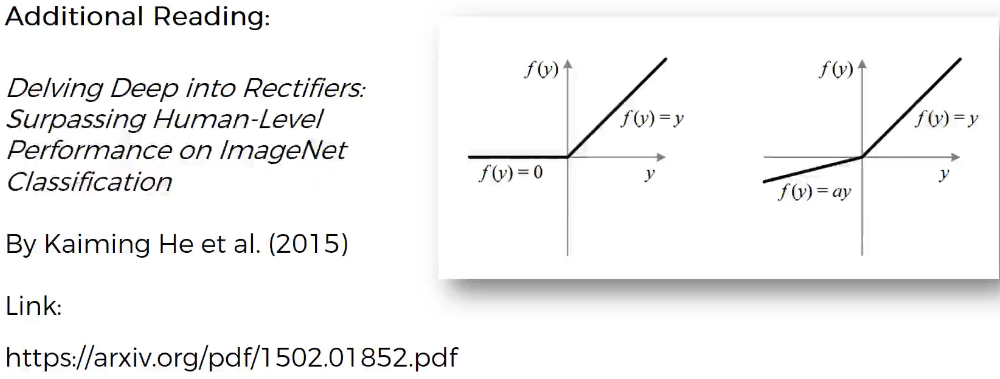 Additional Reading:
Delving Deep into Rectifiers:
Surpassing Human-Level
Performance on ImageNet
Classification
By Kaiming He et al. (2015)
Link:
https://arxiv.org/pdf/1502.01852.pdf
f(y)
f(y) = y
f(y) = 0
y
f(y)
f(y) = y
f(y) = ay
y